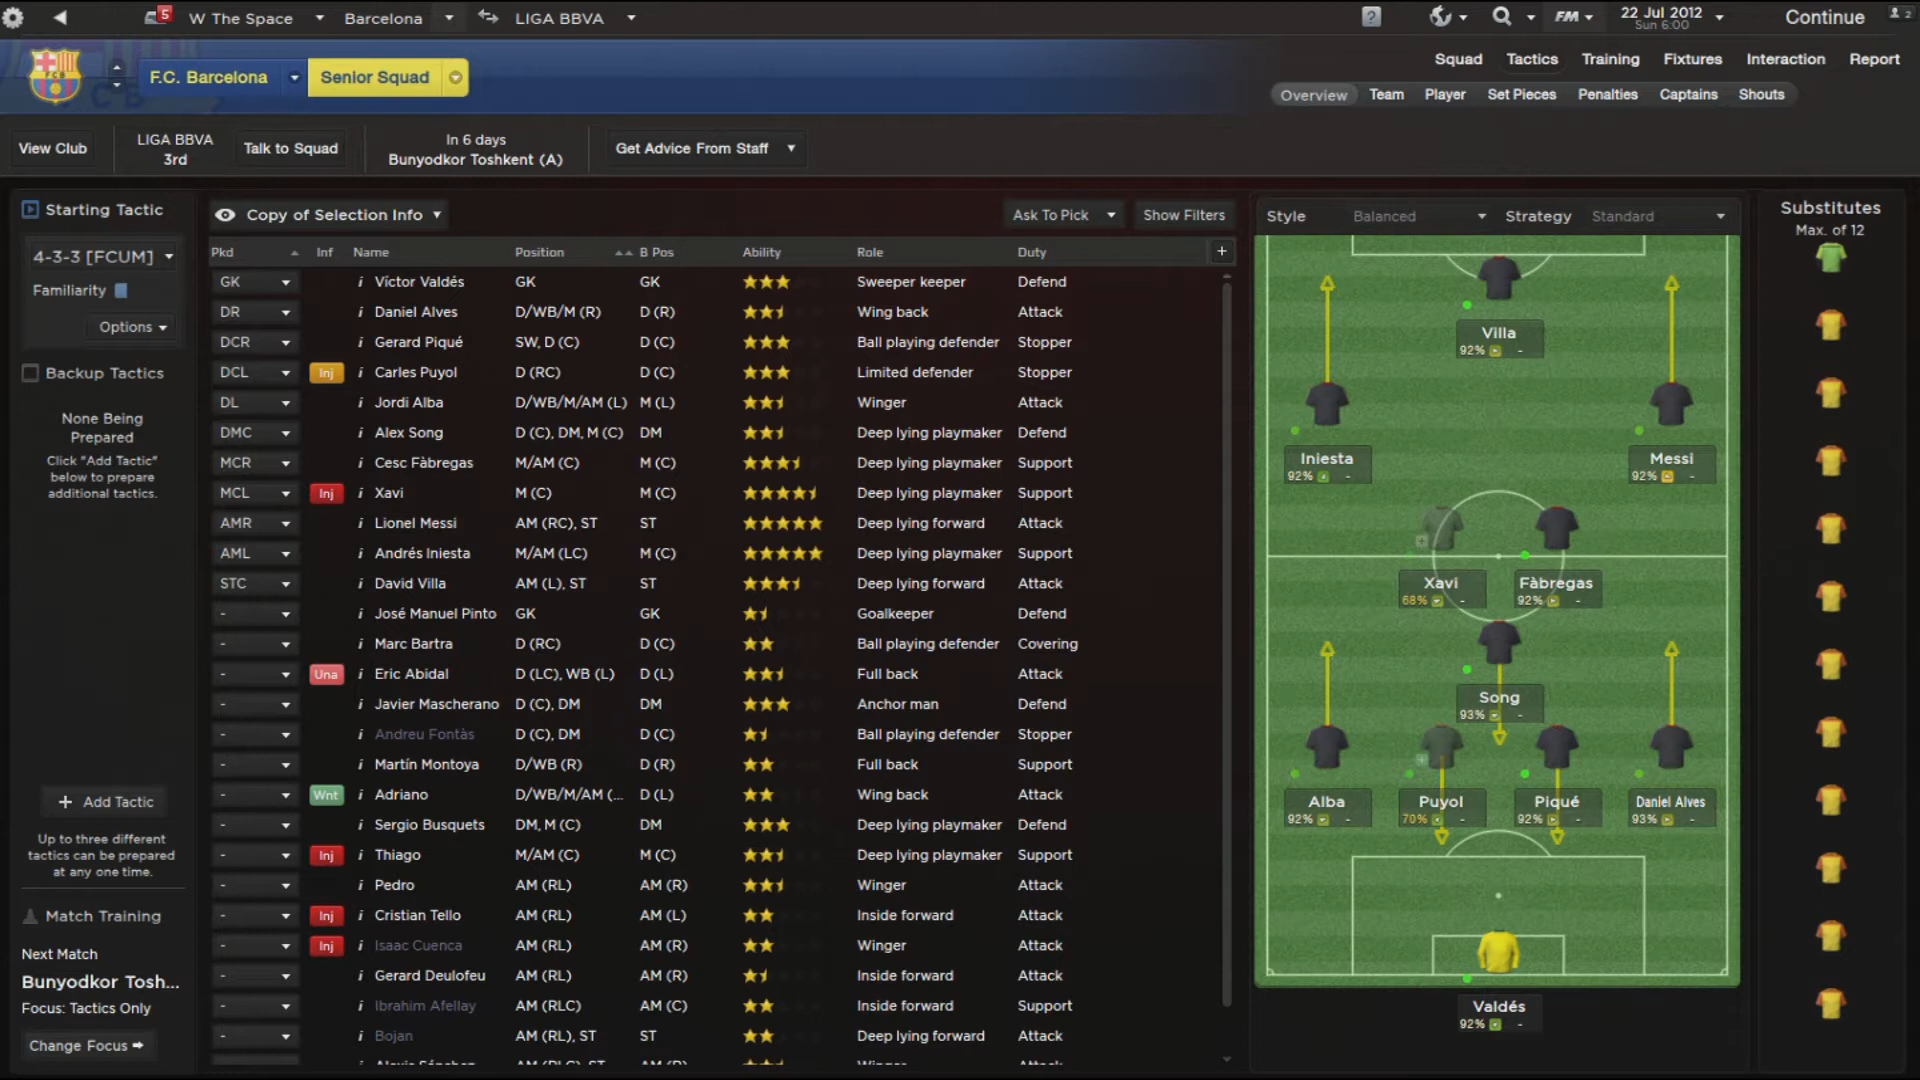 5 W The Space Barcelona LIGA BBVA ? FM 22 Jul 2012 Continue 2
Sun 6:00
F.C. Barcelona Senior Squad
Squad Tactics Training Fixtures Interaction Report
Overview Team Player Set Pieces Penalties Captains Shouts
View Club LIGA BBVA Talk to Squad In 6 days Get Advice From Staff
3rd Bunyodkor Toshkent (A)
Starting Tactic
4-3-3 [FCUM]
Familiarity
Options
Backup Tactics
None Being
Prepared
Click "Add Tactic"
below to prepare
additional tactics.
+ Add Tactic
Up to three different
tactics can be prepared
at any one time.
Match Training
Next Match
Bunyodkor Tosh...
Focus: Tactics Only
Change Focus
Copy of Selection Info Ask To Pick Show Filters
Pkd Inf Name Position B Pos Ability Role Duty +
GK i Víctor Valdés GK GK Sweeper keeper Defend
DR i Daniel Alves D/WB/M (R) D (R) Wing back Attack
DCR i Gerard Piqué SW, D (C) D (C) Ball playing defender Stopper
DCL Inj i Carles Puyol D (RC) D (C) Limited defender Stopper
DL i Jordi Alba D/WB/M/AM (L) M (L) Winger Attack
DMC i Alex Song D (C), DM, M (C) DM Deep lying playmaker Defend
MCR i Cesc Fàbregas M/AM (C) M (C) Deep lying playmaker Support
MCL Inj i Xavi M (C) M (C) Deep lying playmaker Support
AMR i Lionel Messi AM (RC), ST ST Deep lying forward Attack
AML i Andrés Iniesta M/AM (LC) M (C) Deep lying playmaker Support
STC i David Villa AM (L), ST ST Deep lying forward Attack
- i José Manuel Pinto GK GK Goalkeeper Defend
- i Marc Bartra D (RC) D (C) Ball playing defender Covering
- Una i Eric Abidal D (LC), WB (L) D (L) Full back Attack
- i Javier Mascherano D (C), DM DM Anchor man Defend
- i Andreu Fontàs D (C), DM D (C) Ball playing defender Stopper
- i Martín Montoya D/WB (R) D (R) Full back Support
- Wnt i Adriano D/WB/M/AM (... D (L) Wing back Attack
- i Sergio Busquets DM, M (C) DM Deep lying playmaker Defend
- Inj i Thiago M/AM (C) M (C) Deep lying playmaker Support
- i Pedro AM (RL) AM (R) Winger Attack
- Inj i Cristian Tello AM (RL) AM (L) Inside forward Attack
- Inj i Isaac Cuenca AM (RL) AM (R) Winger Attack
- i Gerard Deulofeu AM (RL) AM (R) Inside forward Attack
- i Ibrahim Afellay AM (RLC) AM (C) Inside forward Support
- i Bojan AM (RL), ST ST Deep lying forward Attack
Style Balanced Strategy Standard
Villa
92% -
Iniesta Messi
92% - 92% -
Xavi Fàbregas
68% - 92% -
Song
93% -
Alba Puyol Piqué Daniel Alves
92% - 70% - 92% - 93% -
Valdés
92% -
Substitutes
Max. of 12